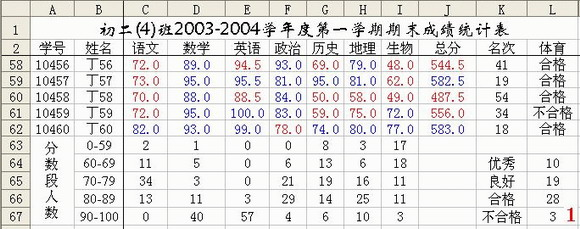 A B C D E F G H I J K L
1 初二(4)班2003-2004学年度第一学期期末成绩统计表
2 学号 姓名 语文 数学 英语 政治 历史 地理 生物 总分 名次 体育
58 10456 丁56 72.0 89.0 94.5 93.0 69.0 79.0 48.0 544.5 41 合格
59 10457 丁57 73.0 95.0 95.5 81.0 95.0 81.0 62.0 582.5 19 合格
60 10458 丁58 70.0 88.0 88.5 84.0 50.0 58.0 49.0 487.5 54 合格
61 10459 丁59 72.0 95.0 100.0 83.0 59.0 75.0 72.0 556.0 34 不合格
62 10460 丁60 82.0 93.0 99.0 78.0 74.0 80.0 77.0 583.0 18 合格
63 分 0-59 2 1 0 0 8 3 17
64 数 60-69 11 5 0 6 13 6 18 优秀 10
65 段 70-79 34 3 0 21 19 16 11 良好 19
66 人 80-89 13 11 3 29 14 25 11 合格 28
67 数 90-100 0 40 57 4 6 10 3 不合格 3 1